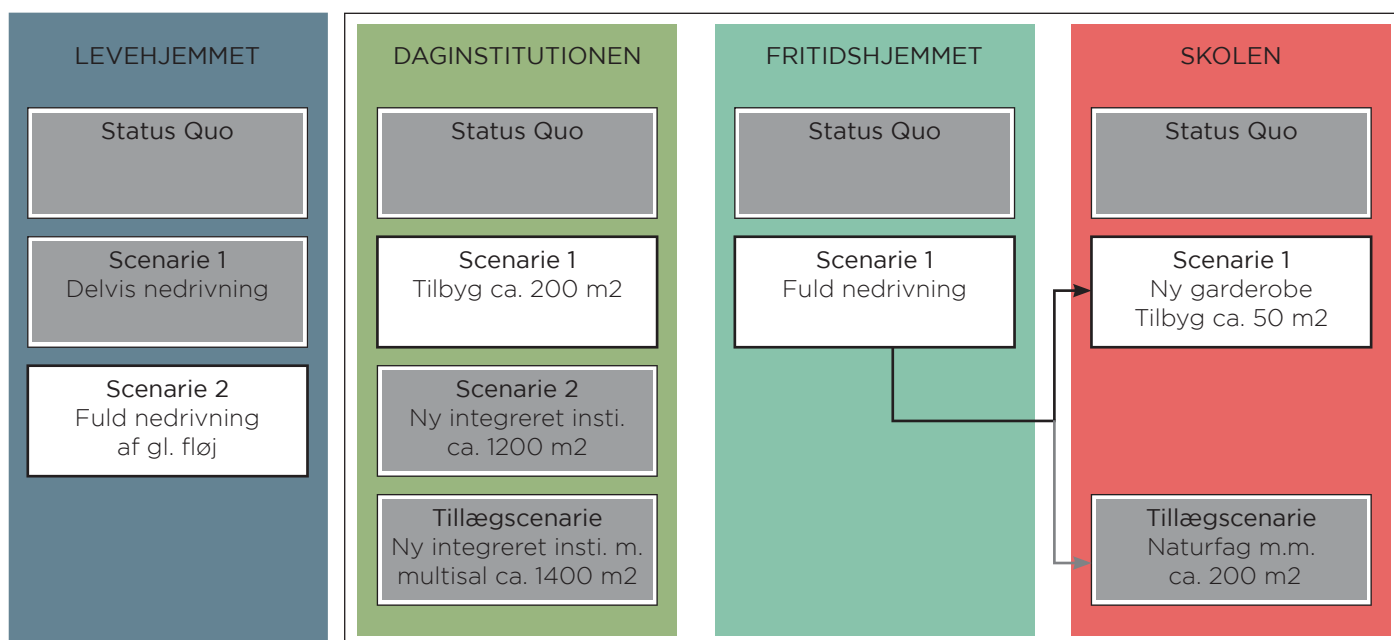 LEVEHJEMMET
Status Quo
Scenarie 1
Delvis nedrivning
Scenarie 2
Fuld nedrivning
af gl. fløj
DAGINSTITUTIONEN
Status Quo
Scenarie 1
Tilbyg ca. 200 m2
Scenarie 2
Ny integreret insti.
ca. 1200 m2
Tillægscenarie
Ny integreret insti. m.
multisal ca. 1400 m2
FRITIDSHJEMMET
Status Quo
Scenarie 1
Fuld nedrivning
SKOLEN
Status Quo
Scenarie 1
Ny garderobe
Tilbyg ca. 50 m2
Tillægscenarie
Naturfag m.m.
ca. 200 m2